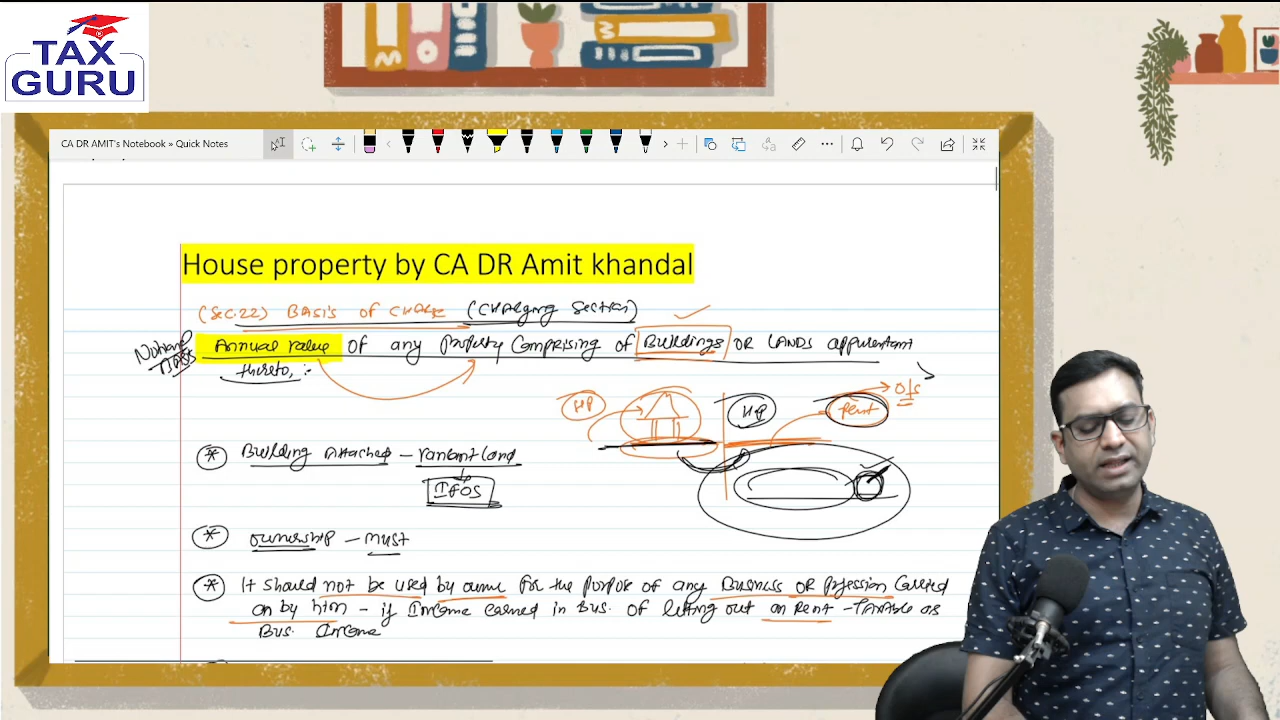 TAX
GURU
CA DR AMIT's Notebook » Quick Notes
House property by CA DR Amit khandal
(Sec.22) BASIS OF CHARGE (CHARging Section)
Annual value OF any Property Comprising of Buildings OR LANDS appurtenant
thereto, :-
HP
HP
Rent
O/S
* Building Attached - vacant land
IFOS
* ownership - must
* It should not be used by owner for the purpose of any Business OR Profession Carried
on by him - if Income earned in Bus. of letting out on Rent - Taxable as
Bus. Income